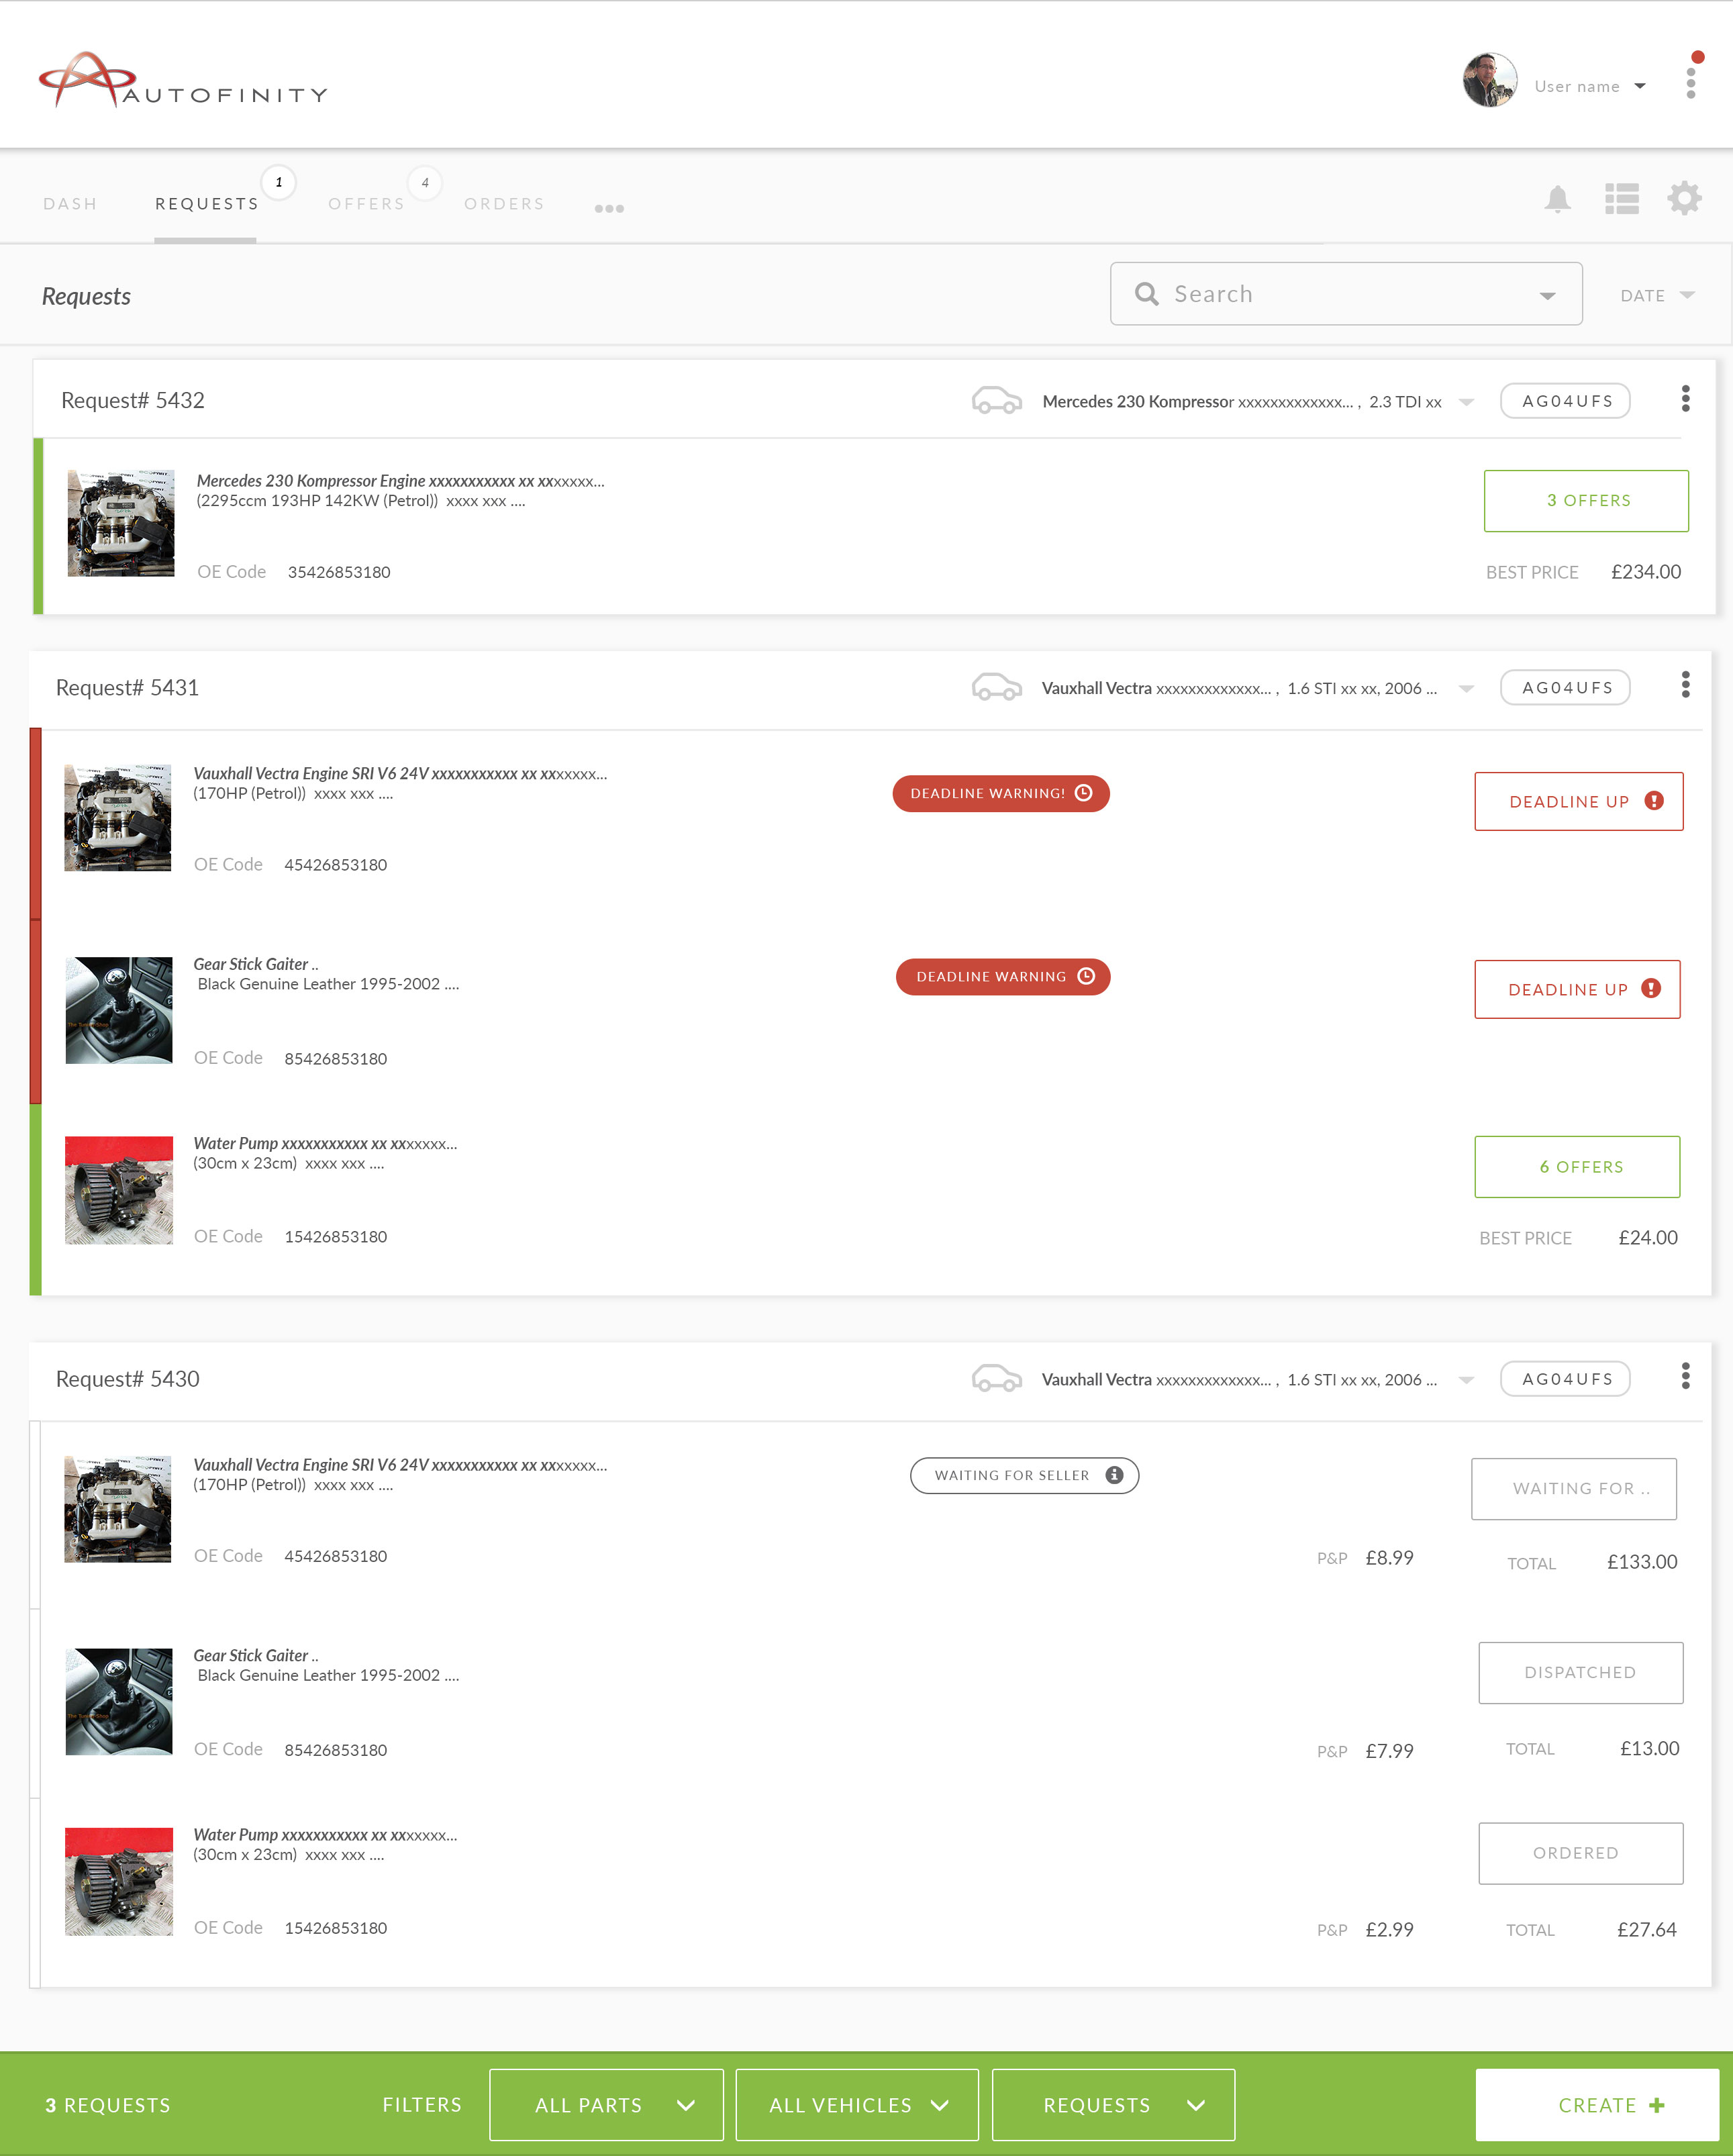 AUTOFINITY
User name
DASH
REQUESTS
1
OFFERS
4
ORDERS
Requests
Search
DATE
Request# 5432
Mercedes 230 Kompressor xxxxxxxxxxxxx... , 2.3 TDI xx
AG04UFS
Mercedes 230 Kompressor Engine xxxxxxxxxxx xx xxxxxxx...
(2295ccm 193HP 142KW (Petrol)) xxxx xxx ....
3 OFFERS
OE Code 35426853180
BEST PRICE £234.00
Request# 5431
Vauxhall Vectra xxxxxxxxxxxxx... , 1.6 STI xx xx, 2006 ...
AG04UFS
Vauxhall Vectra Engine SRI V6 24V xxxxxxxxxxx xx xxxxxxx...
(170HP (Petrol)) xxxx xxx ....
DEADLINE WARNING!
DEADLINE UP
OE Code 45426853180
Gear Stick Gaiter ..
Black Genuine Leather 1995-2002 ....
DEADLINE WARNING
DEADLINE UP
OE Code 85426853180
Water Pump xxxxxxxxxxx xx xxxxxxx...
(30cm x 23cm) xxxx xxx ....
6 OFFERS
OE Code 15426853180
BEST PRICE £24.00
Request# 5430
Vauxhall Vectra xxxxxxxxxxxxx... , 1.6 STI xx xx, 2006 ...
AG04UFS
Vauxhall Vectra Engine SRI V6 24V xxxxxxxxxxx xx xxxxxxx...
(170HP (Petrol)) xxxx xxx ....
WAITING FOR SELLER
WAITING FOR ..
OE Code 45426853180
P&P £8.99
TOTAL £133.00
Gear Stick Gaiter ..
Black Genuine Leather 1995-2002 ....
DISPATCHED
OE Code 85426853180
P&P £7.99
TOTAL £13.00
Water Pump xxxxxxxxxxx xx xxxxxxx...
(30cm x 23cm) xxxx xxx ....
ORDERED
OE Code 15426853180
P&P £2.99
TOTAL £27.64
3 REQUESTS
FILTERS
ALL PARTS
ALL VEHICLES
REQUESTS
CREATE